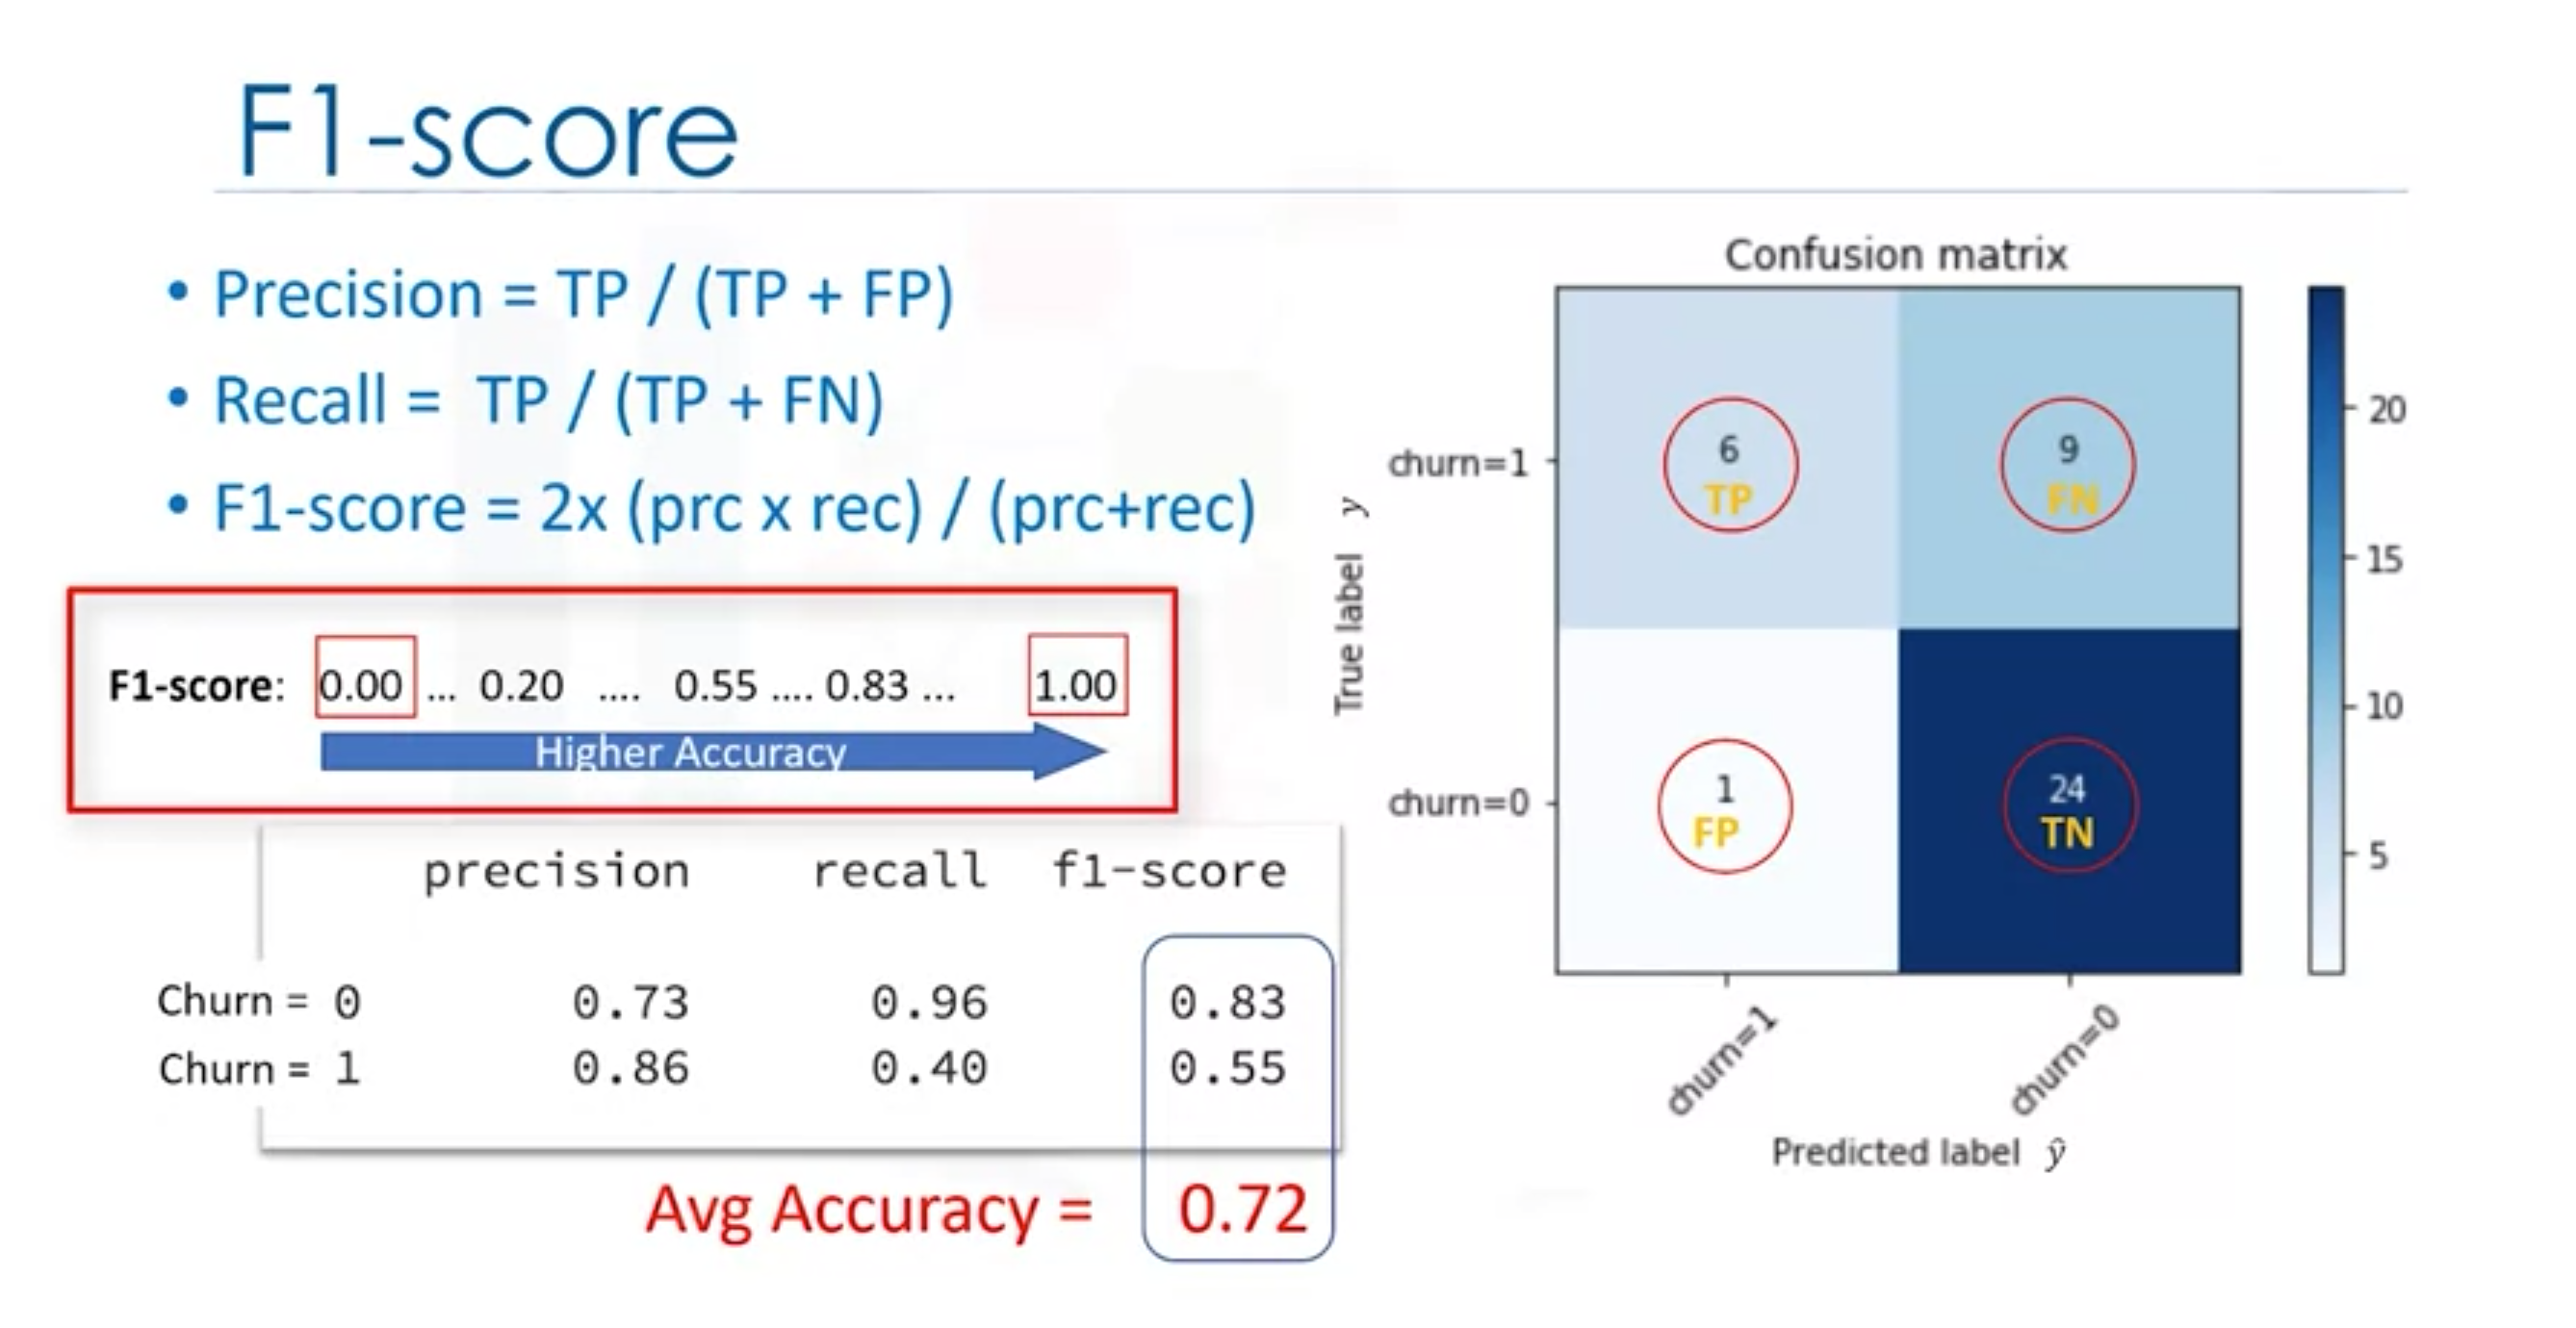 F1-score
• Precision = TP / (TP + FP)
• Recall = TP / (TP + FN)
• F1-score = 2x (prc x rec) / (prc+rec)
F1-score: 0.00 ... 0.20 .... 0.55 .... 0.83 ... 1.00
Higher Accuracy
precision recall f1-score
Churn = 0 0.73 0.96 0.83
Churn = 1 0.86 0.40 0.55
Avg Accuracy = 0.72
Confusion matrix
True label y
churn=1
6
TP
9
FN
churn=0
1
FP
24
TN
churn=1
churn=0
Predicted label ŷ
20
15
10
5